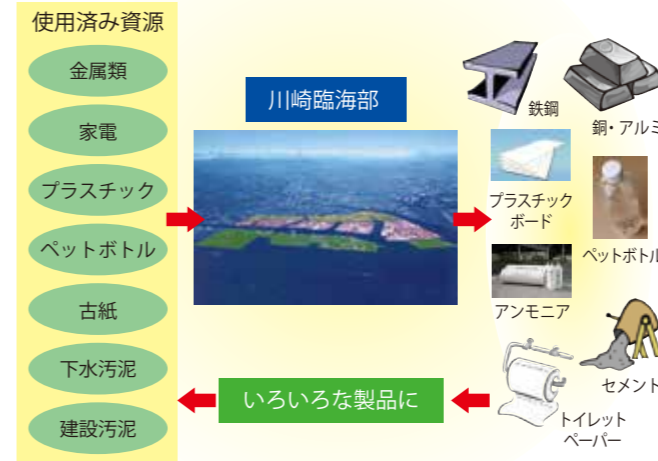 使用済み資源
金属類
家電
プラスチック
ペットボトル
古紙
下水汚泥
建設汚泥
川崎臨海部
いろいろな製品に
鉄鋼
銅・アルミ
プラスチック
ボード
ペットボトル
アンモニア
セメント
トイレット
ペーパー